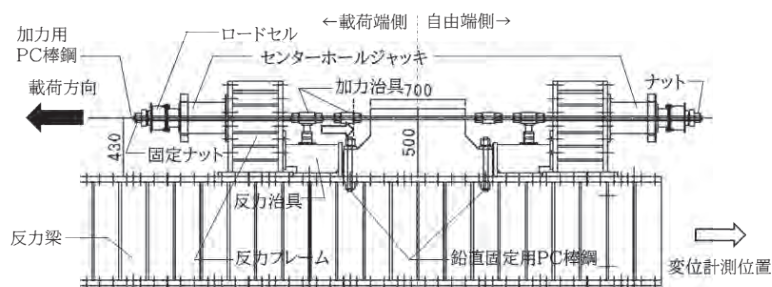 ←載荷端側
自由端側→
加力用
PC棒鋼
ロードセル
センターホールジャッキ
載荷方向
加力治具
700
ナット
430
固定ナット
500
反力治具
反力梁
反力フレーム
鉛直固定用PC棒鋼
変位計測位置